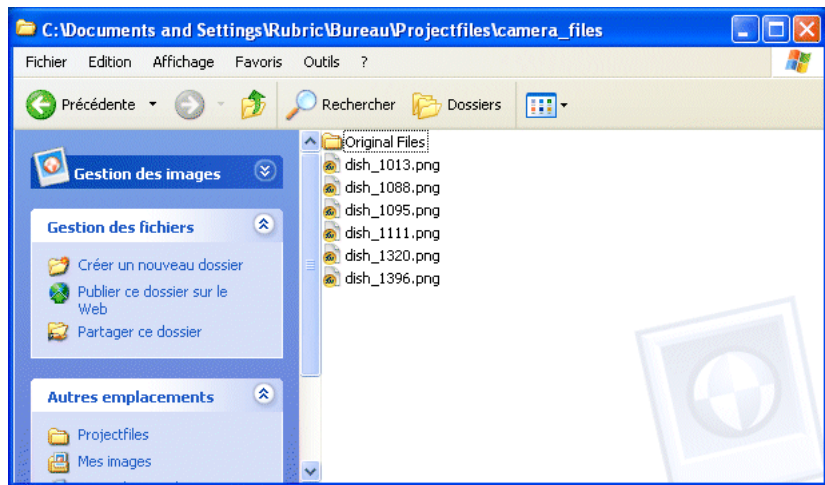 C:\Documents and Settings\Rubric\Bureau\Projectfiles\camera_files
Fichier Edition Affichage Favoris Outils ?
Précédente Rechercher Dossiers
Gestion des images
Gestion des fichiers
Créer un nouveau dossier
Publier ce dossier sur le
Web
Partager ce dossier
Autres emplacements
Projectfiles
Mes images
Original Files
dish_1013.png
dish_1088.png
dish_1095.png
dish_1111.png
dish_1320.png
dish_1396.png